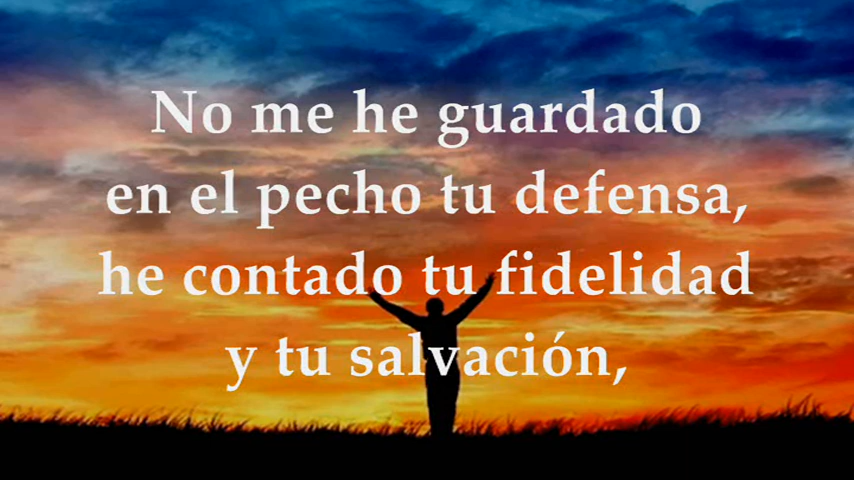 No me he guardado
en el pecho tu defensa,
he contado tu fidelidad
y tu salvación,